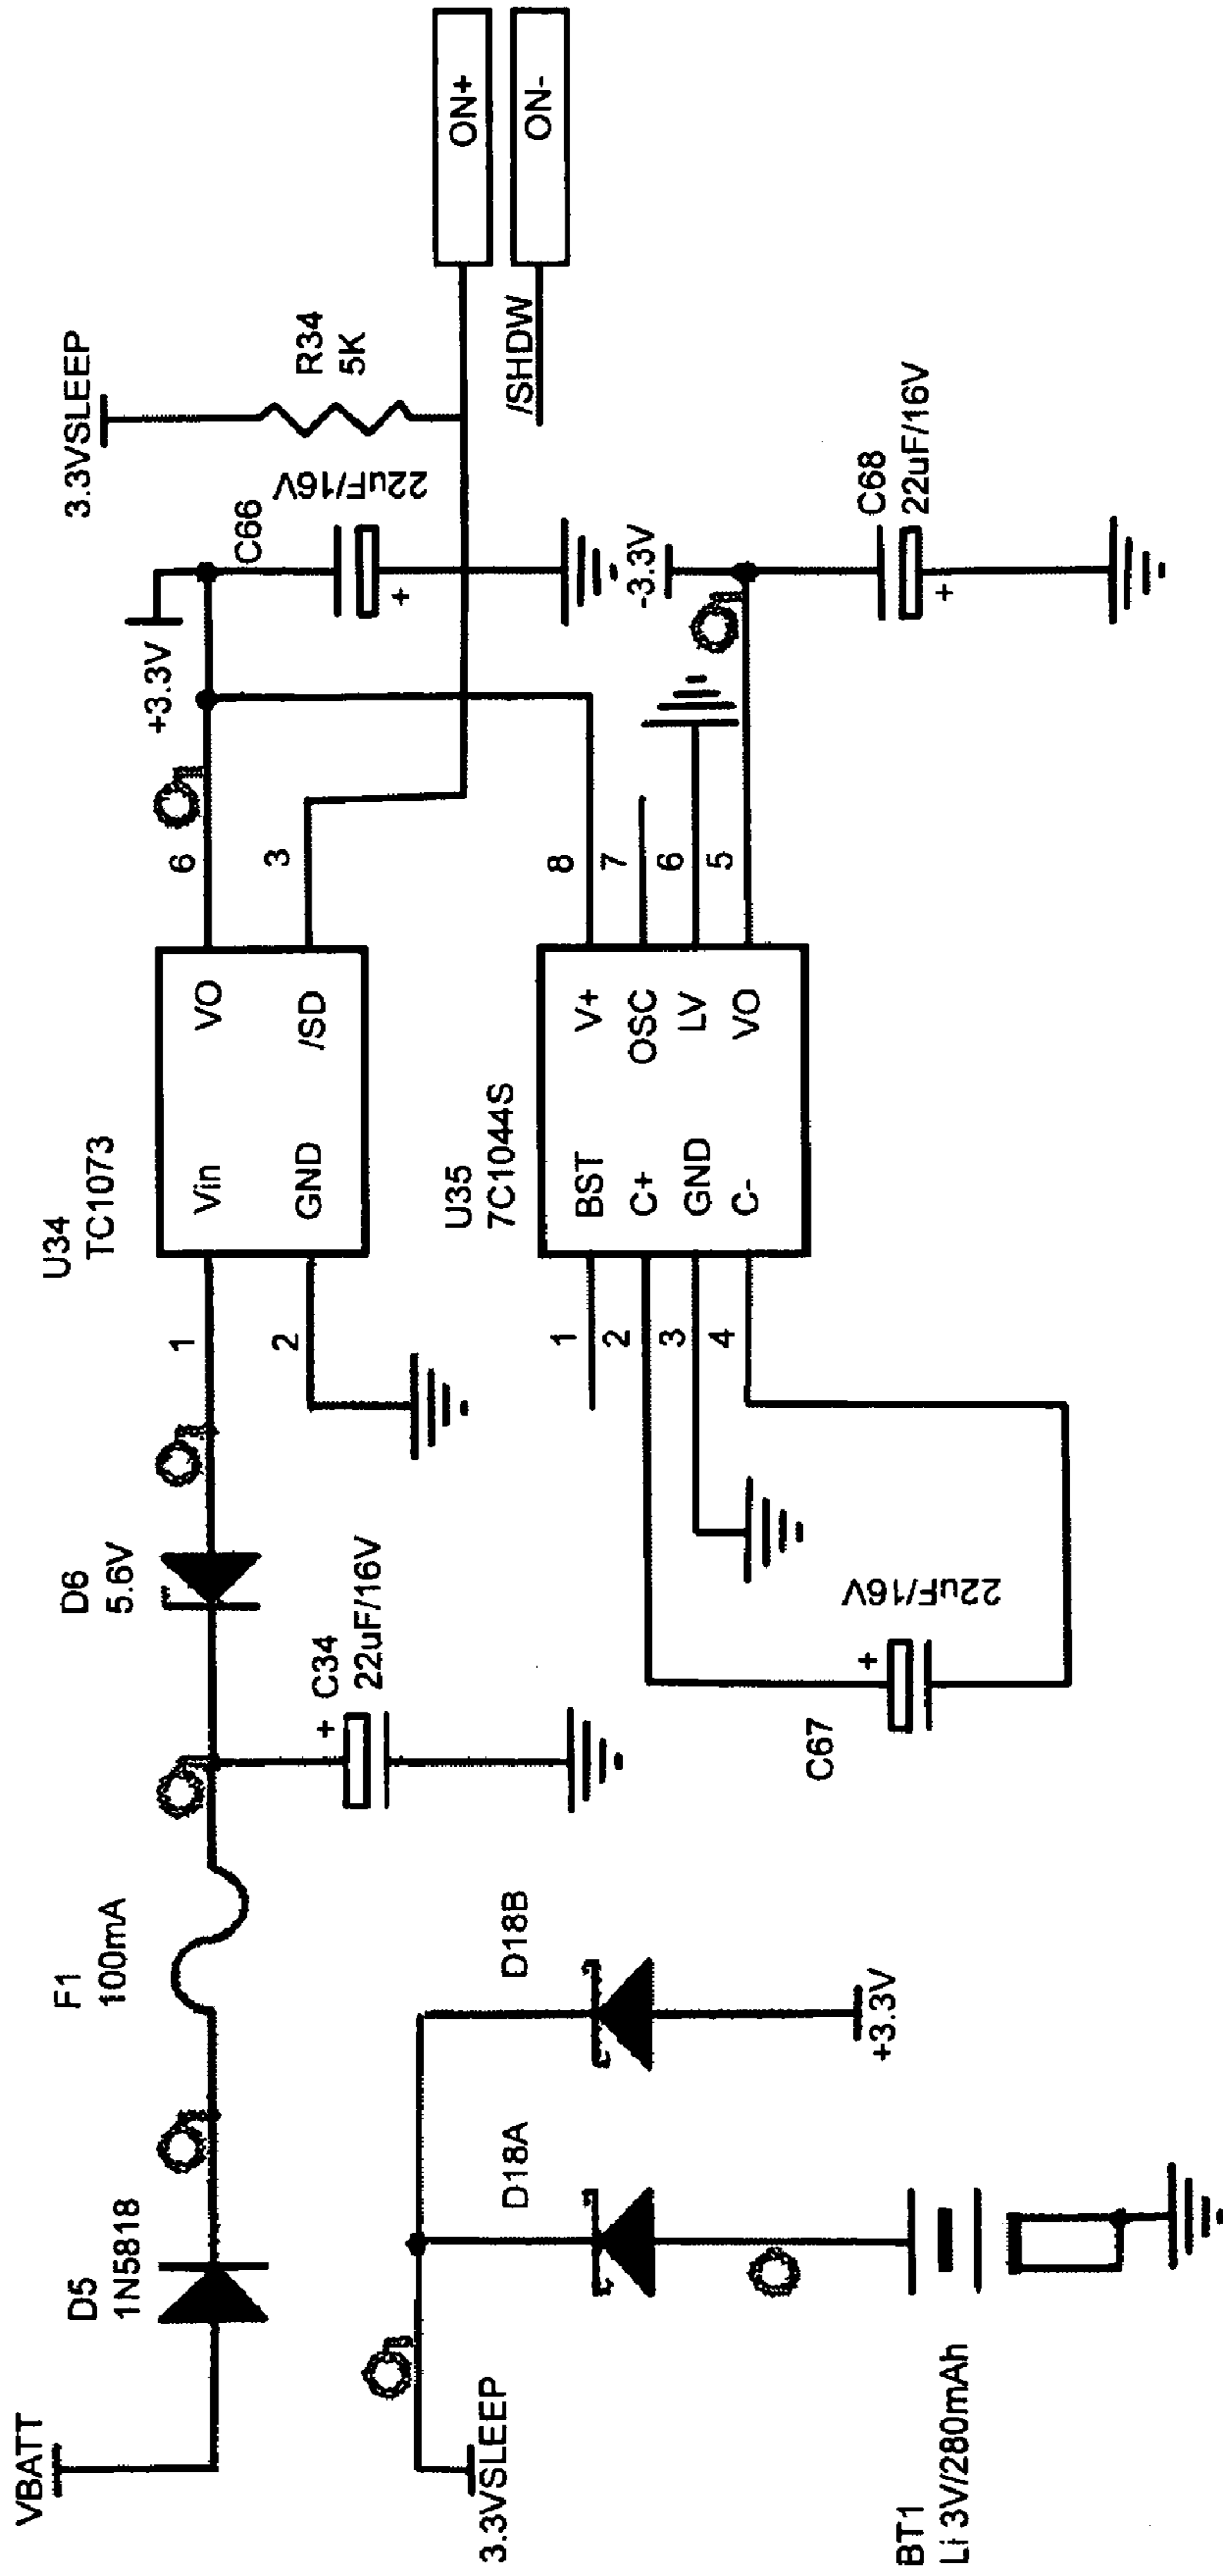 VBATT
D5
1N5818
F1
100mA
D6
5.6V
C34
22uF/16V
+
U34
TC1073
Vin
VO
GND
/SD
1
2
6
3
+3.3V
C66
22uF/16V
+
3.3VSLEEP
R34
5K
ON+
ON-
/SHDW
U35
7C1044S
BST
V+
C+
OSC
GND
LV
C-
VO
1
2
3
4
8
7
6
5
-3.3V
C68
22uF/16V
+
C67
22uF/16V
+
3.3VSLEEP
D18A
D18B
+3.3V
BT1
Li 3V/280mAh